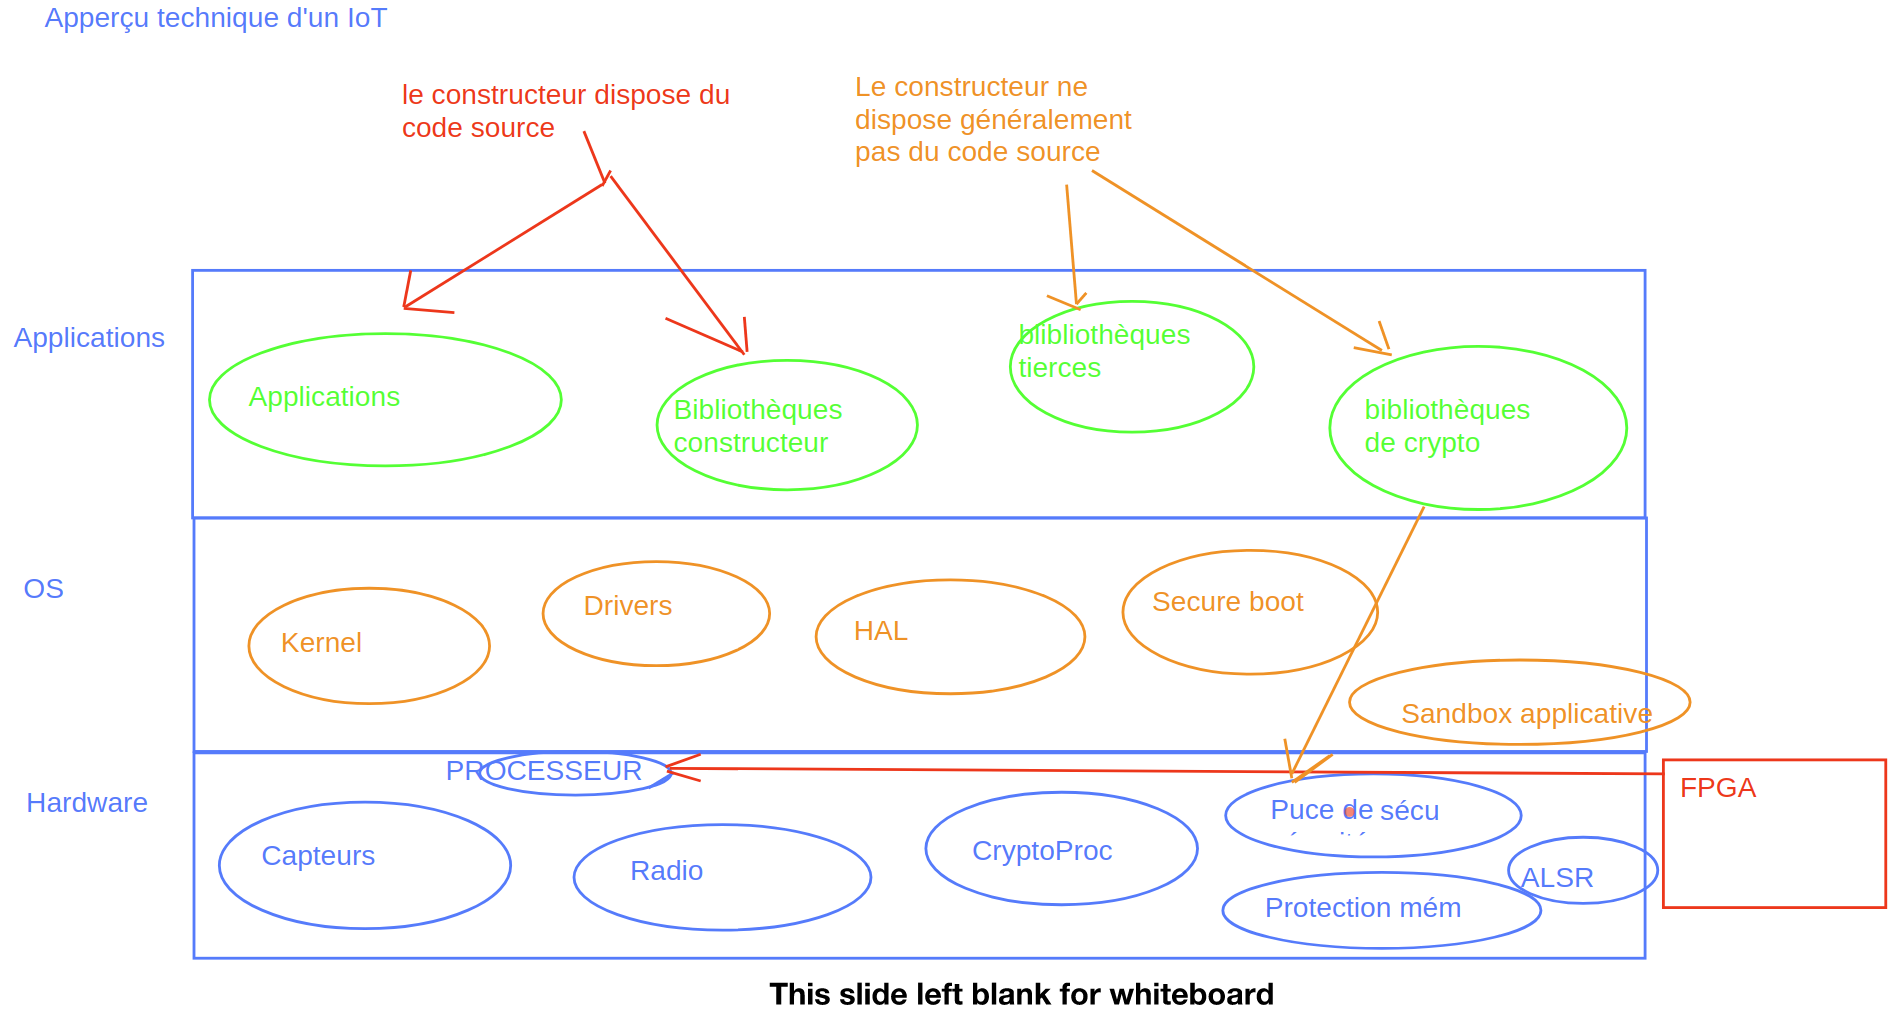 Apperçu technique d'un IoT
le constructeur dispose du
code source
Le constructeur ne
dispose généralement
pas du code source
Applications
Applications
Bibliothèques
constructeur
blibliothèques
tierces
bibliothèques
de crypto
OS
Kernel
Drivers
HAL
Secure boot
Sandbox applicative
Hardware
PROCESSEUR
FPGA
Capteurs
Radio
CryptoProc
Puce de sécu
ALSR
Protection mém
This slide left blank for whiteboard